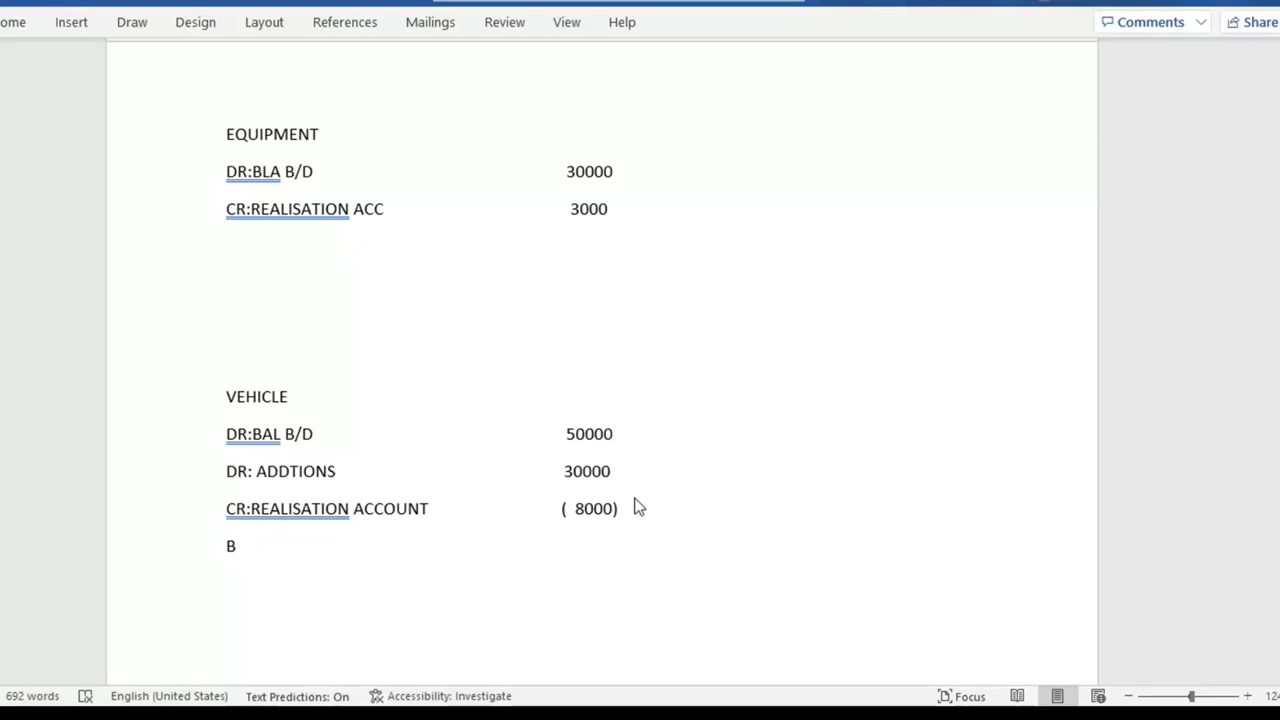 ome Insert Draw Design Layout References Mailings Review View Help Comments Share
EQUIPMENT
DR:BLA B/D 30000
CR:REALISATION ACC 3000
VEHICLE
DR:BAL B/D 50000
DR: ADDTIONS 30000
CR:REALISATION ACCOUNT ( 8000)
B
692 words English (United States) Text Predictions: On Accessibility: Investigate Focus 124